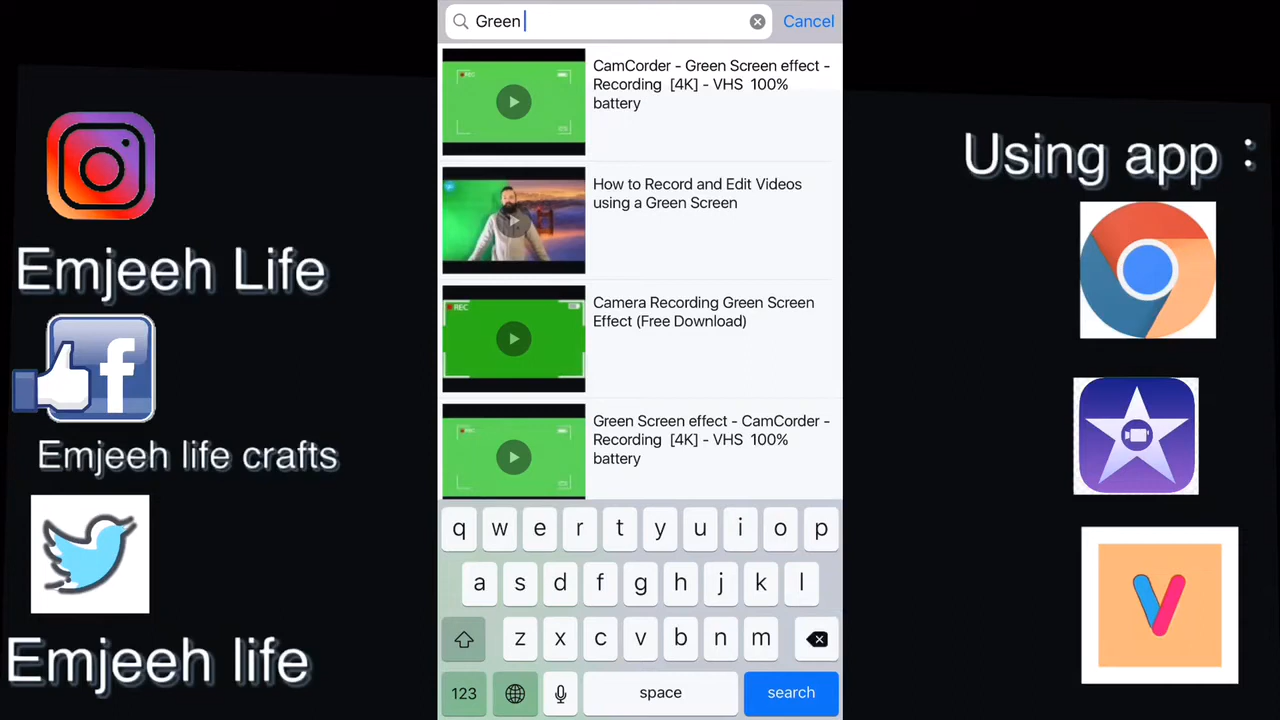 Green
Cancel
CamCorder - Green Screen effect -
Recording [4K] - VHS 100%
battery
How to Record and Edit Videos
using a Green Screen
REC
Camera Recording Green Screen
Effect (Free Download)
Green Screen effect - CamCorder -
Recording [4K] - VHS 100%
battery
q w e r t y u i o p
a s d f g h j k l
z x c v b n m
123
space
search
Emjeeh Life
f
Emjeeh life crafts
Emjeeh life
Using app :